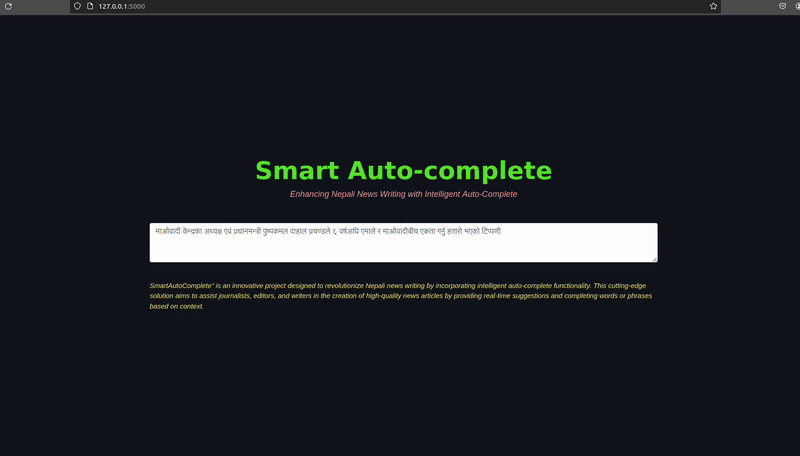 127.0.0.1:5000
Smart Auto-complete
Enhancing Nepali News Writing with Intelligent Auto-Complete
माओवादी केन्द्रका अध्यक्ष एवं प्रधानमन्त्री पुष्पकमल दाहाल प्रचण्डले ६ वर्षअघि एमाले र माओवादीबीच एकता गर्नु हतारो भएको टिप्पणी
SmartAutoComplete" is an innovative project designed to revolutionize Nepali news writing by incorporating intelligent auto-complete functionality. This cutting-edge
solution aims to assist journalists, editors, and writers in the creation of high-quality news articles by providing real-time suggestions and completing words or phrases
based on context.